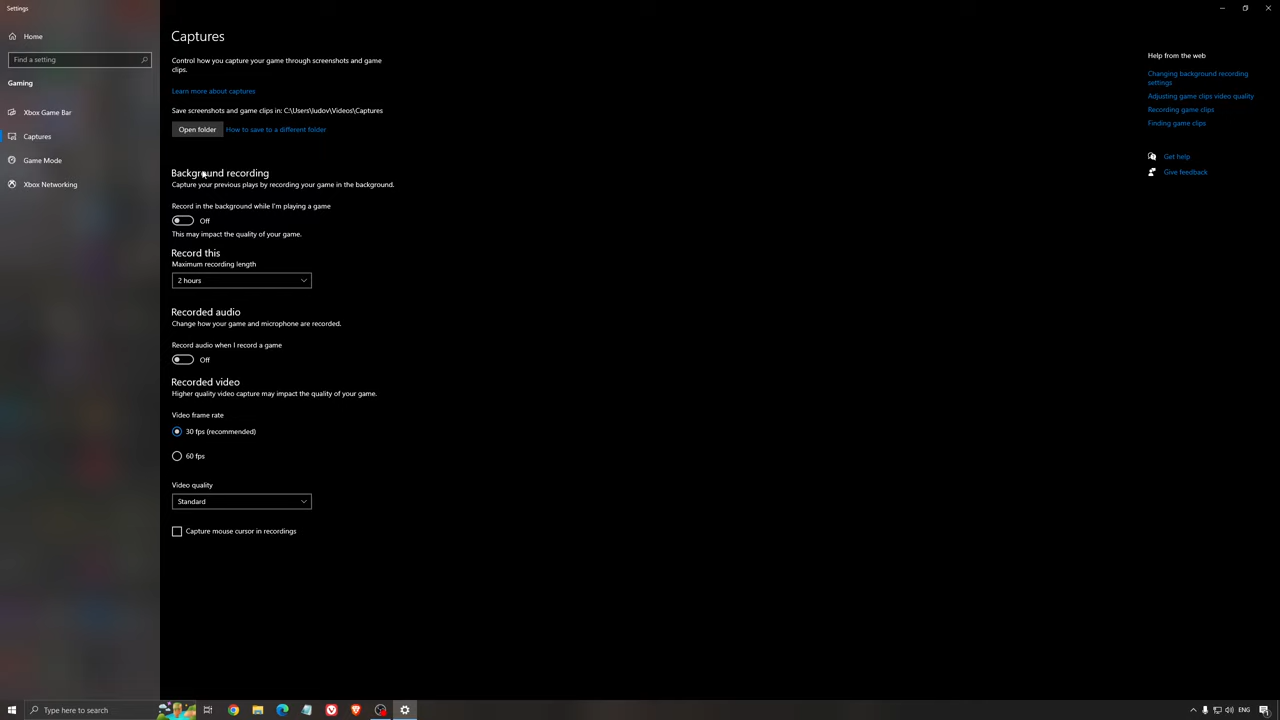 Settings
Home
Find a setting
Gaming
Xbox Game Bar
Captures
Game Mode
Xbox Networking
Captures
Control how you capture your game through screenshots and game
clips.
Learn more about captures
Save screenshots and game clips in: C:\Users\ludov\Videos\Captures
Open folder
How to save to a different folder
Background recording
Capture your previous plays by recording your game in the background.
Record in the background while I'm playing a game
Off
This may impact the quality of your game.
Record this
Maximum recording length
2 hours
Recorded audio
Change how your game and microphone are recorded.
Record audio when I record a game
Off
Recorded video
Higher quality video capture may impact the quality of your game.
Video frame rate
30 fps (recommended)
60 fps
Video quality
Standard
Capture mouse cursor in recordings
Help from the web
Changing background recording
settings
Adjusting game clips video quality
Recording game clips
Finding game clips
Get help
Give feedback
Type here to search
ENG